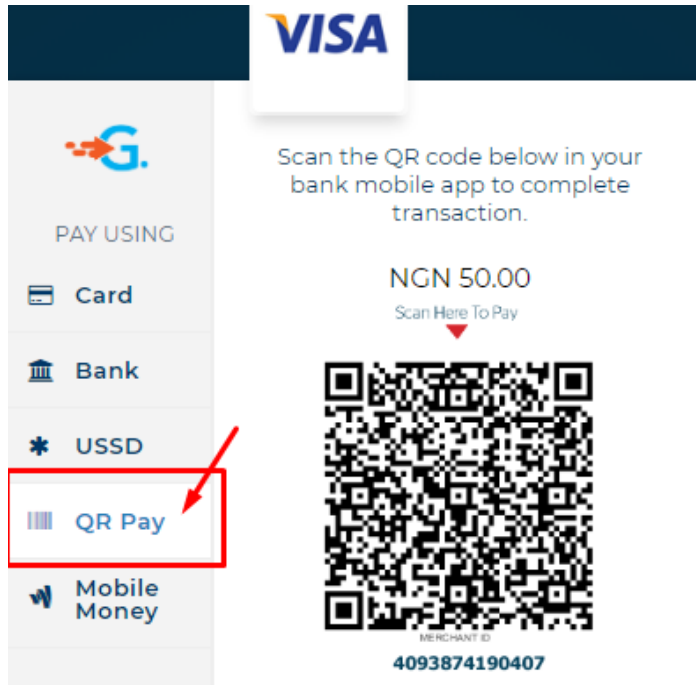 VISA
G.
PAY USING
Card
Bank
USSD
QR Pay
Mobile
Money
Scan the QR code below in your
bank mobile app to complete
transaction.
NGN 50.00
Scan Here To Pay
MERCHANT ID
4093874190407